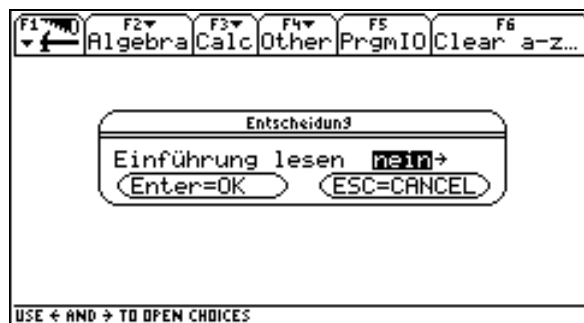 F1 F2 F3 F4 F5 F6
Algebra Calc Other PrgmIO Clear a-z…
Entscheidung
Einführung lesen nein→
Enter=OK ESC=CANCEL
USE ← AND → TO OPEN CHOICES